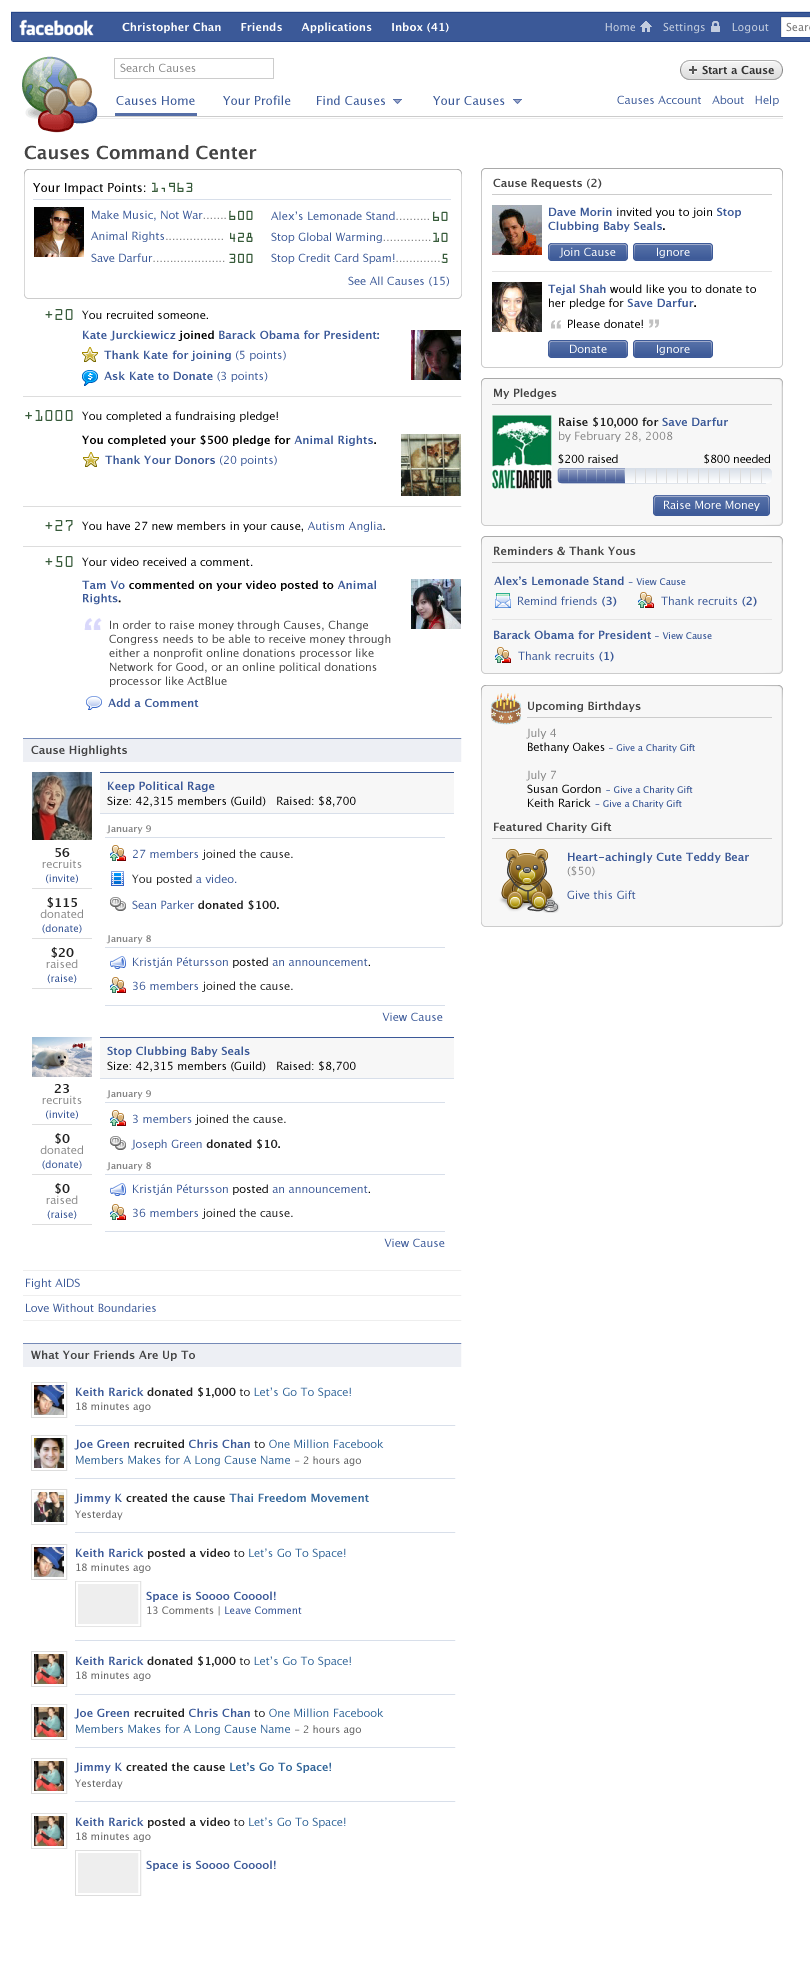 facebook Christopher Chan Friends Applications Inbox (41) Home Settings Logout Sear
Search Causes
+ Start a Cause
Causes Home Your Profile Find Causes Your Causes Causes Account About Help
Causes Command Center
Your Impact Points: 1,963
Make Music, Not War.......600
Animal Rights................. 428
Save Darfur..................... 300
Alex's Lemonade Stand.......... 60
Stop Global Warming..............10
Stop Credit Card Spam!.............5
See All Causes (15)
+20 You recruited someone.
Kate Jurckiewicz joined Barack Obama for President:
Thank Kate for joining (5 points)
$ Ask Kate to Donate (3 points)
+1000 You completed a fundraising pledge!
You completed your $500 pledge for Animal Rights.
Thank Your Donors (20 points)
+27 You have 27 new members in your cause, Autism Anglia.
+50 Your video received a comment.
Tam Vo commented on your video posted to Animal
Rights.
“ In order to raise money through Causes, Change
Congress needs to be able to receive money through
either a nonprofit online donations processor like
Network for Good, or an online political donations
processor like ActBlue
Add a Comment
Cause Highlights
Keep Political Rage
Size: 42,315 members (Guild) Raised: $8,700
56
recruits
(invite)
$115
donated
(donate)
$20
raised
(raise)
January 9
27 members joined the cause.
You posted a video.
Sean Parker donated $100.
January 8
Kristján Pétursson posted an announcement.
36 members joined the cause.
View Cause
Stop Clubbing Baby Seals
Size: 42,315 members (Guild) Raised: $8,700
23
recruits
(invite)
$0
donated
(donate)
$0
raised
(raise)
January 9
3 members joined the cause.
Joseph Green donated $10.
January 8
Kristján Pétursson posted an announcement.
36 members joined the cause.
View Cause
Fight AIDS
Love Without Boundaries
What Your Friends Are Up To
Keith Rarick donated $1,000 to Let's Go To Space!
18 minutes ago
Joe Green recruited Chris Chan to One Million Facebook
Members Makes for A Long Cause Name – 2 hours ago
Jimmy K created the cause Thai Freedom Movement
Yesterday
Keith Rarick posted a video to Let's Go To Space!
18 minutes ago
Space is Soooo Cooool!
13 Comments | Leave Comment
Keith Rarick donated $1,000 to Let's Go To Space!
18 minutes ago
Joe Green recruited Chris Chan to One Million Facebook
Members Makes for A Long Cause Name – 2 hours ago
Jimmy K created the cause Let's Go To Space!
Yesterday
Keith Rarick posted a video to Let's Go To Space!
18 minutes ago
Space is Soooo Cooool!
Cause Requests (2)
Dave Morin invited you to join Stop
Clubbing Baby Seals.
Join Cause Ignore
Tejal Shah would like you to donate to
her pledge for Save Darfur.
“ Please donate! ”
Donate Ignore
My Pledges
SAVEDARFUR
Raise $10,000 for Save Darfur
by February 28, 2008
$200 raised $800 needed
Raise More Money
Reminders & Thank Yous
Alex's Lemonade Stand – View Cause
Remind friends (3) Thank recruits (2)
Barack Obama for President – View Cause
Thank recruits (1)
Upcoming Birthdays
July 4
Bethany Oakes – Give a Charity Gift
July 7
Susan Gordon – Give a Charity Gift
Keith Rarick – Give a Charity Gift
Featured Charity Gift
Heart-achingly Cute Teddy Bear
($50)
Give this Gift